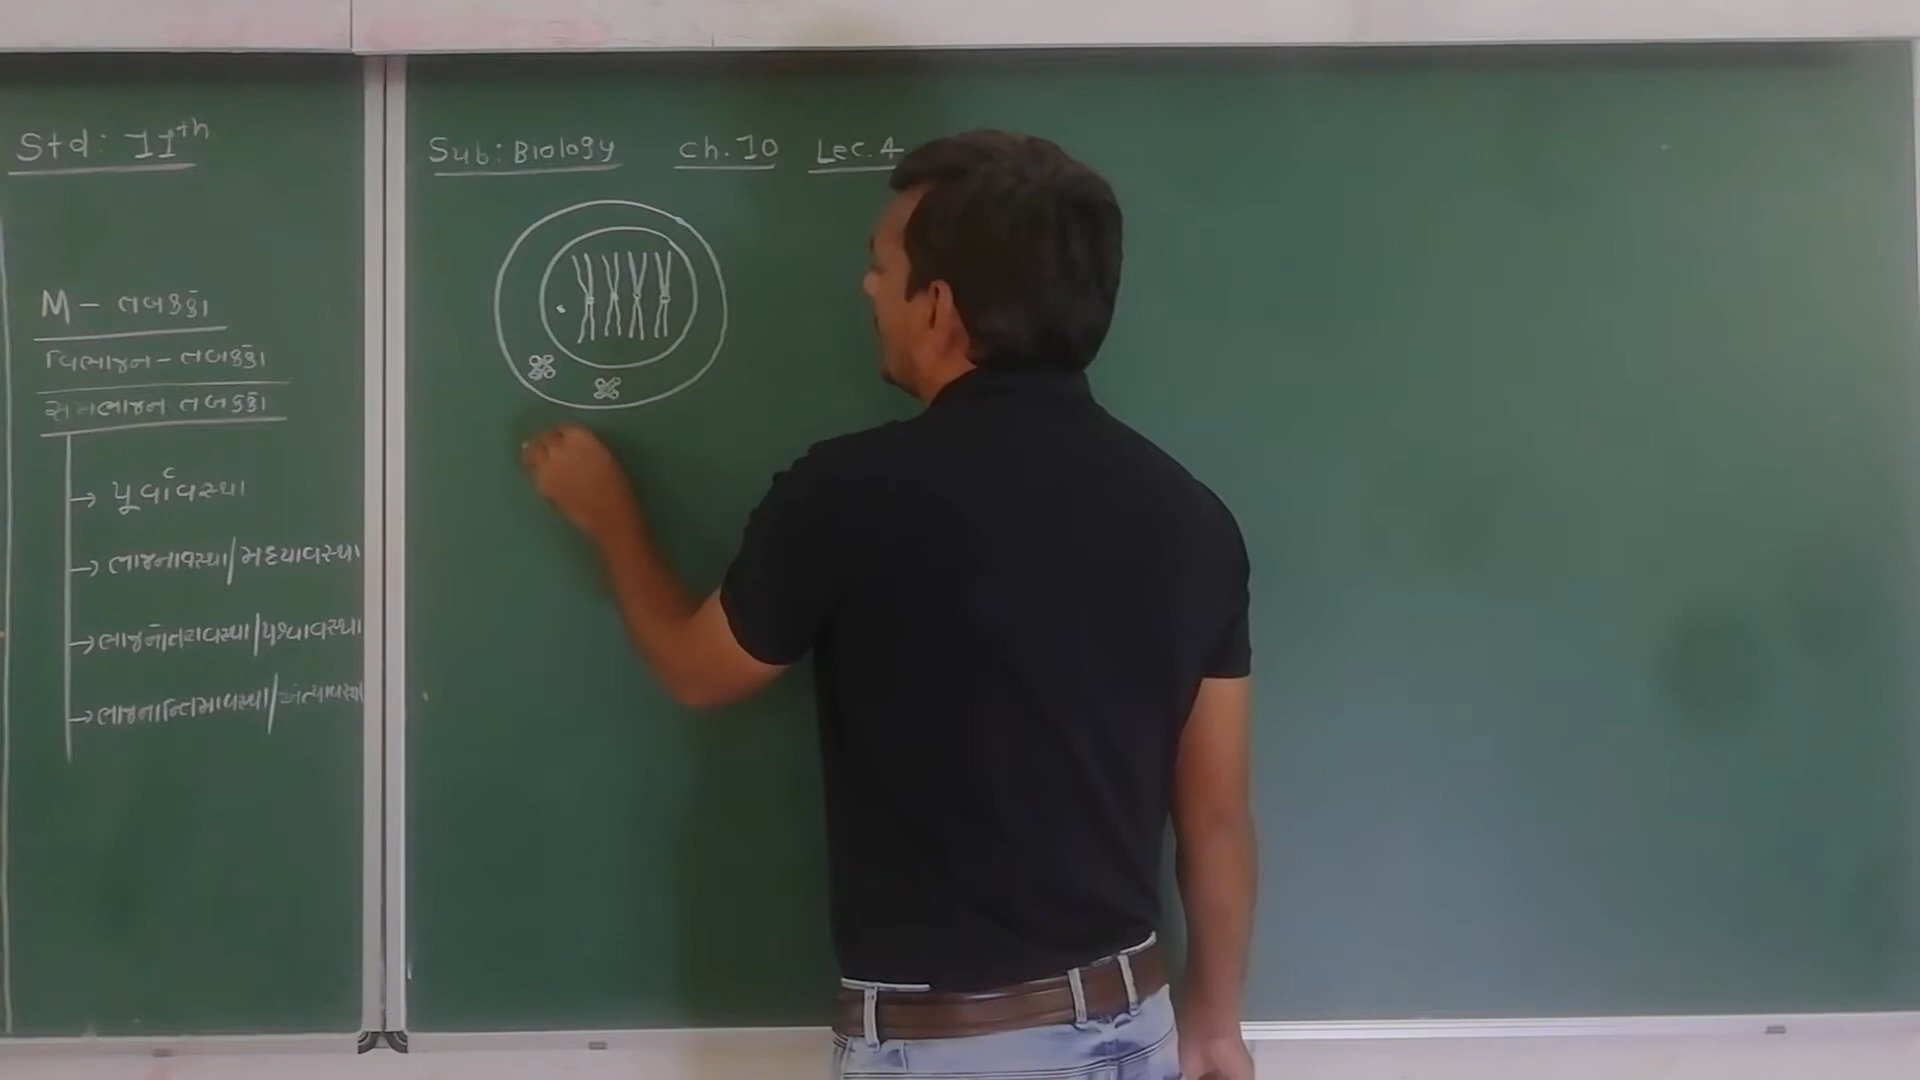 Std: 11th
Sub: Biology Ch. 10 Lec. 4
M - તબક્કો
વિભાજન - તબક્કો
સમભાજન તબક્કો
→ પૂર્વાવસ્થા
→ ભાજનાવસ્થા/મધ્યાવસ્થા
→ ભાજનોત્તરાવસ્થા/પશ્ચાવસ્થા
→ ભાજનાન્તિમાવસ્થા/અંત્યાવસ્થા